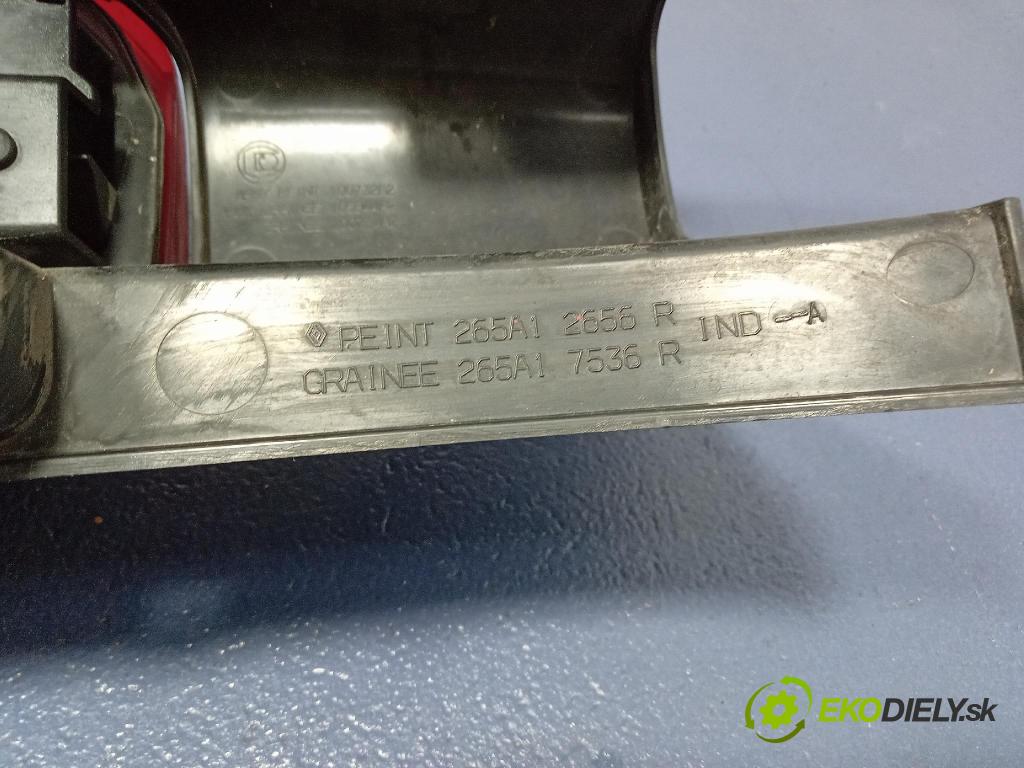 PEINT 265A1 2656 R IND A
GRAINEE 265A1 7536 R
EKODIELY.sk